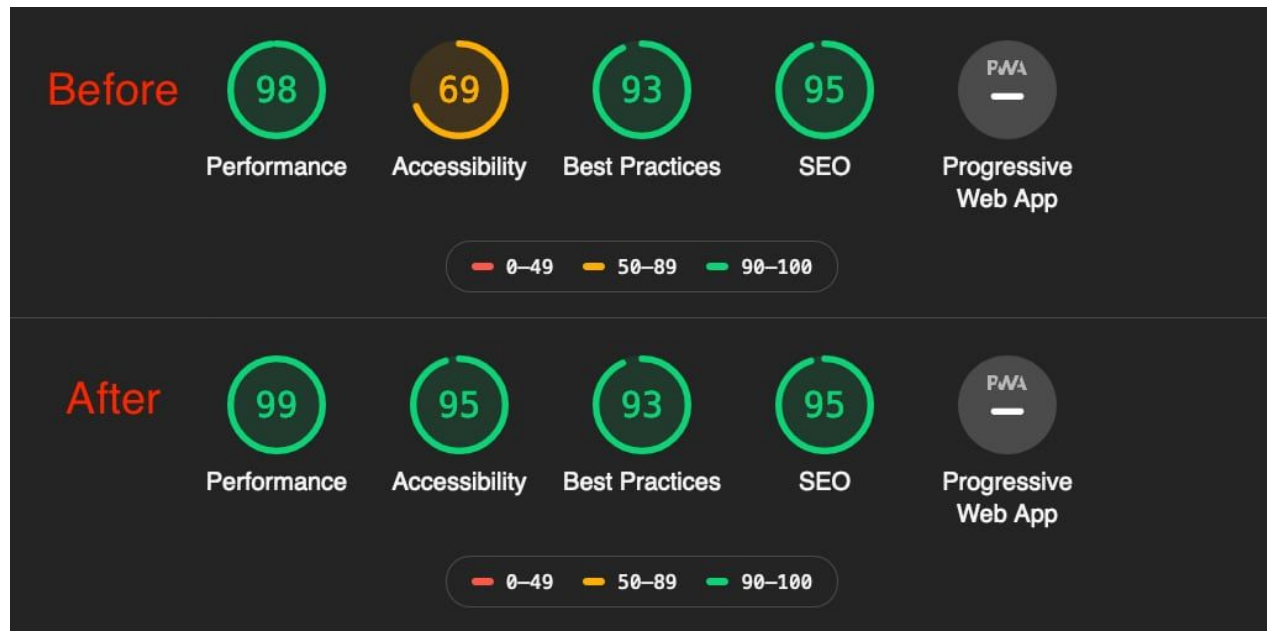 Before
98
69
93
95
PWA
Performance
Accessibility
Best Practices
SEO
Progressive
Web App
0–49
50–89
90–100
After
99
95
93
95
PWA
Performance
Accessibility
Best Practices
SEO
Progressive
Web App
0–49
50–89
90–100